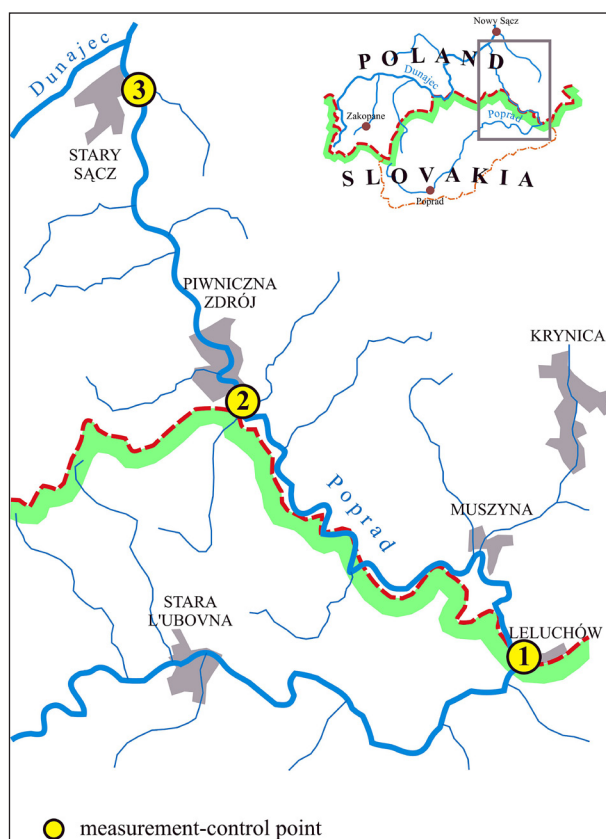 Nowy Sącz
POLAND
Dunajec
Zakopane
Poprad
SLOVAKIA
Poprad
Dunajec
3
STARY
SĄCZ
PIWNICZNA
ZDRÓJ
KRYNICA
2
Poprad
MUSZYNA
STARA
L'UBOVNA
LELUCHÓW
1
measurement-control point